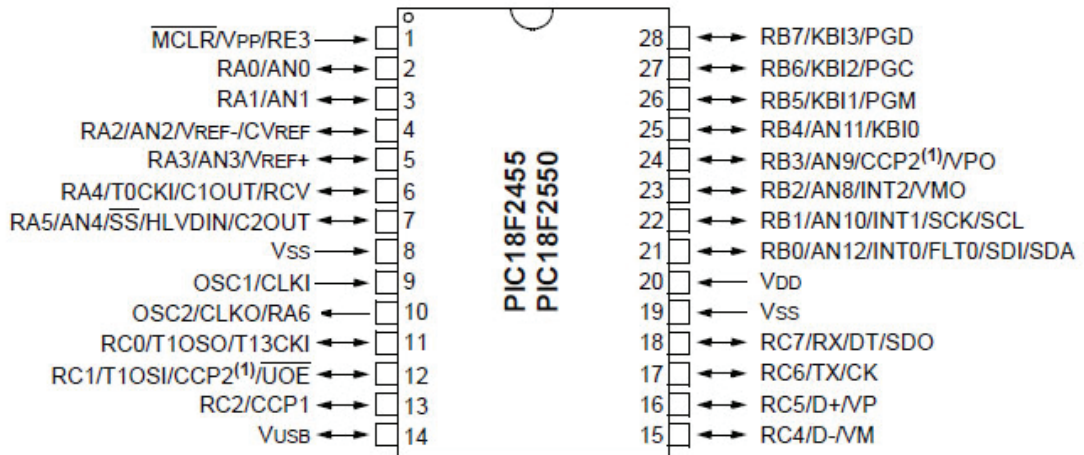 MCLR/VPP/RE3 1
RA0/AN0 2
RA1/AN1 3
RA2/AN2/VREF-/CVREF 4
RA3/AN3/VREF+ 5
RA4/T0CKI/C1OUT/RCV 6
RA5/AN4/SS/HLVDIN/C2OUT 7
VSS 8
OSC1/CLKI 9
OSC2/CLKO/RA6 10
RC0/T1OSO/T13CKI 11
RC1/T1OSI/CCP2(1)/UOE 12
RC2/CCP1 13
VUSB 14
PIC18F2455
PIC18F2550
28 RB7/KBI3/PGD
27 RB6/KBI2/PGC
26 RB5/KBI1/PGM
25 RB4/AN11/KBI0
24 RB3/AN9/CCP2(1)/VPO
23 RB2/AN8/INT2/VMO
22 RB1/AN10/INT1/SCK/SCL
21 RB0/AN12/INT0/FLT0/SDI/SDA
20 VDD
19 VSS
18 RC7/RX/DT/SDO
17 RC6/TX/CK
16 RC5/D+/VP
15 RC4/D-/VM